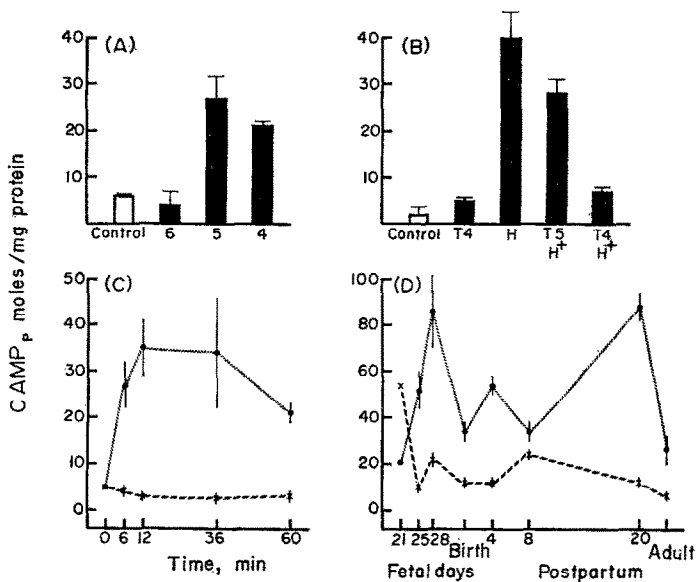 CAMP p moles/mg protein
(A)
40
30
20
10
Control 6 5 4
(B)
40
30
20
10
Control T4 H T5 H+ T4 H+
(C)
50
40
30
20
10
0
0 6 12 36 60
Time, min
(D)
100
80
60
40
20
0
21 25 28 Birth 4 8 20 Adult
Fetal days Postpartum